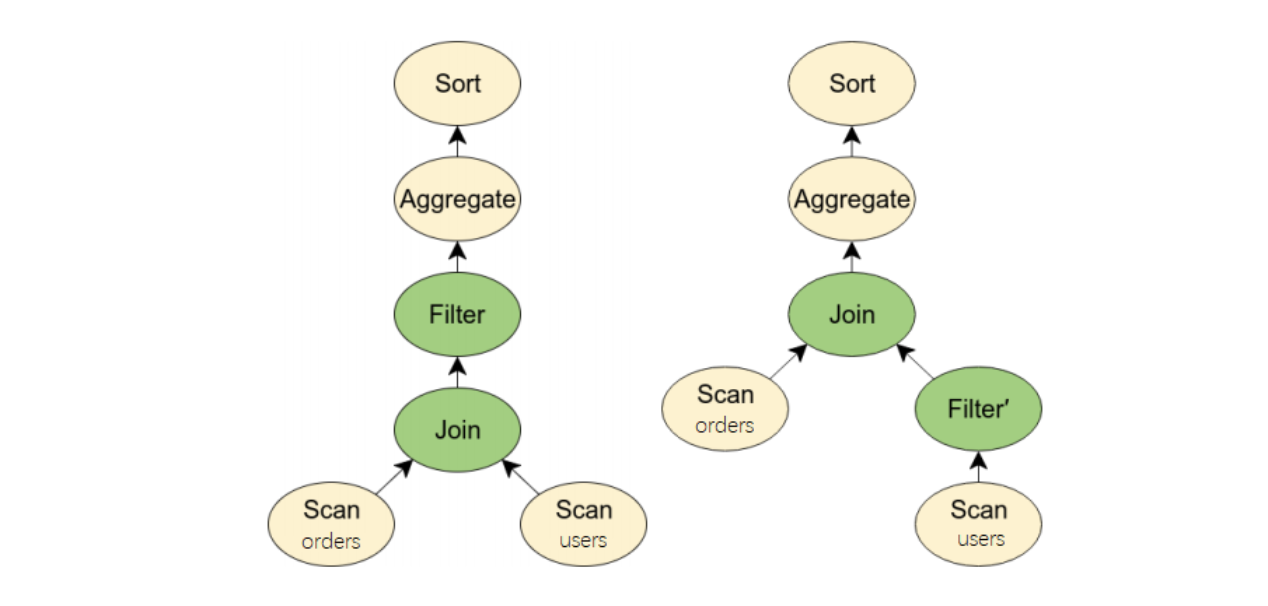 Sort
Aggregate
Filter
Join
Scan
orders
Scan
users
Sort
Aggregate
Join
Scan
orders
Filter′
Scan
users